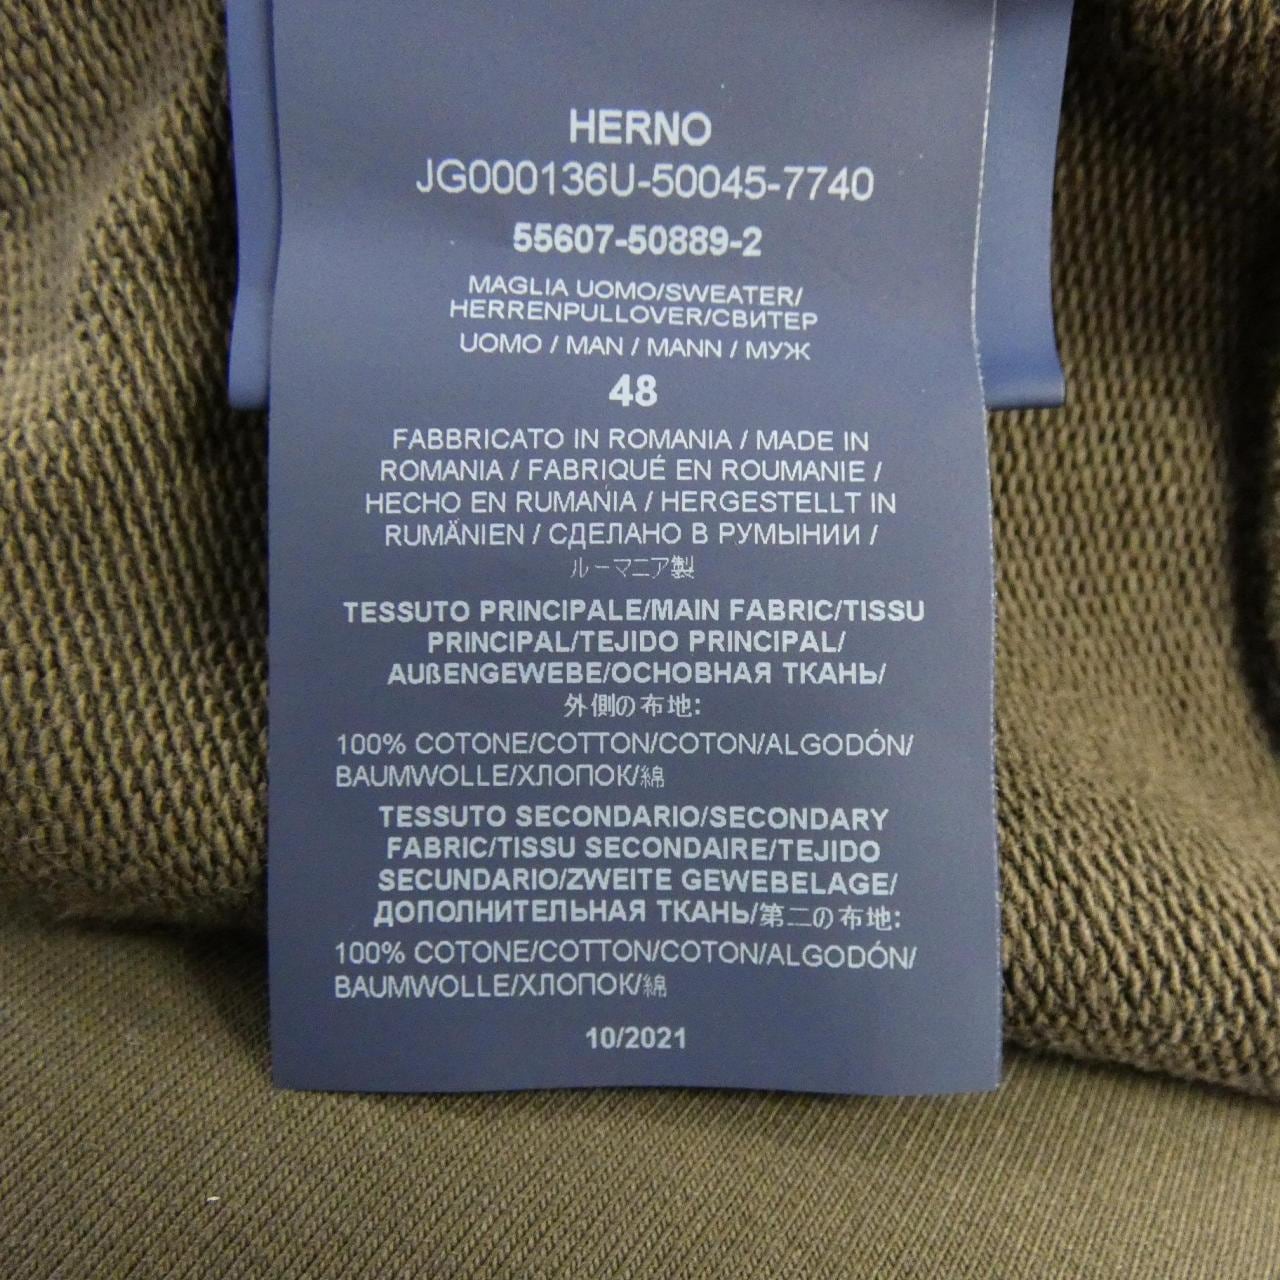 HERNO
JG000136U-50045-7740
55607-50889-2
MAGLIA UOMO/SWEATER/
HERRENPULLOVER/СВИТЕР
UOMO / MAN / MANN / МУЖ
48
FABBRICATO IN ROMANIA / MADE IN
ROMANIA / FABRIQUÉ EN ROUMANIE /
HECHO EN RUMANIA / HERGESTELLT IN
RUMÄNIEN / СДЕЛАНО В РУМЫНИИ /
ルーマニア製
TESSUTO PRINCIPALE/MAIN FABRIC/TISSU
PRINCIPAL/TEJIDO PRINCIPAL/
AUßENGEWEBE/ОСНОВНАЯ ТКАНЬ/
外側の布地:
100% COTONE/COTTON/COTON/ALGODÓN/
BAUMWOLLE/ХЛОПОК/綿
TESSUTO SECONDARIO/SECONDARY
FABRIC/TISSU SECONDAIRE/TEJIDO
SECUNDARIO/ZWEITE GEWEBELAGE/
ДОПОЛНИТЕЛЬНАЯ ТКАНЬ/第二の布地:
100% COTONE/COTTON/COTON/ALGODÓN/
BAUMWOLLE/ХЛОПОК/綿
10/2021